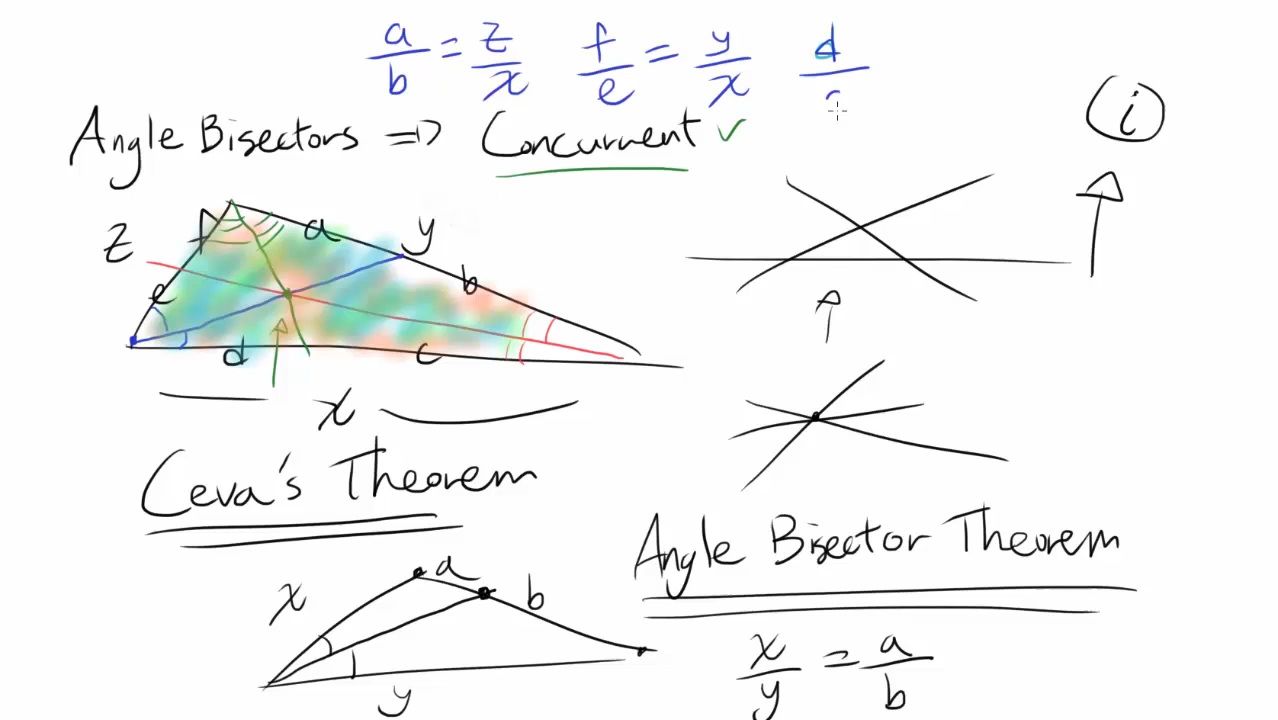 a/b = z/x f/e = y/x d/
Angle Bisectors => Concurrent ✓
i
z f a y
e b
d c
x
Ceva's Theorem
Angle Bisector Theorem
x a b
y
x/y = a/b